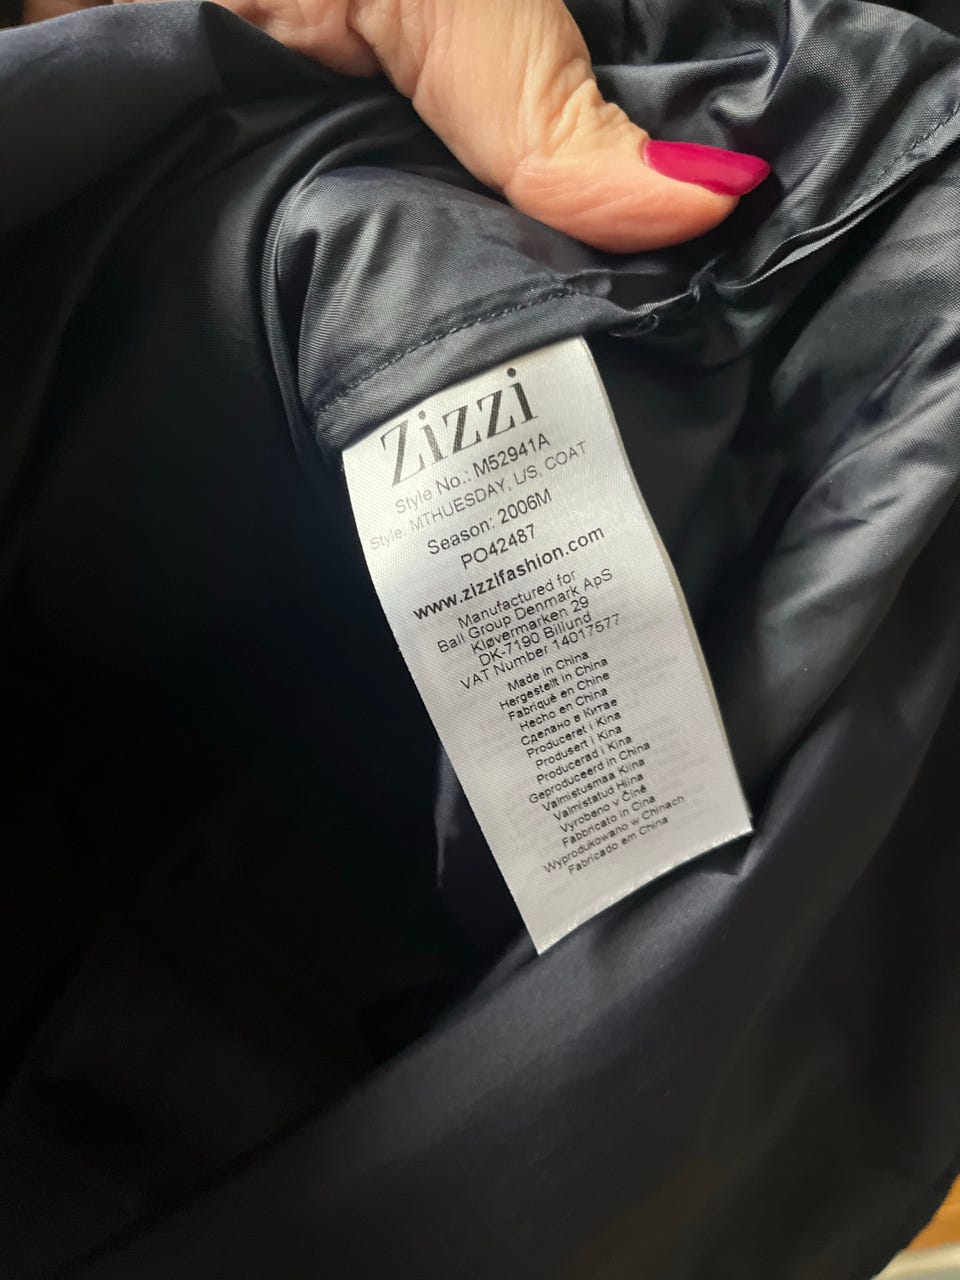 Zizzi
Style No.: M52941A
Style: MTHUESDAY, L/S, COAT
Season: 2006M
PO42487
www.zizzifashion.com
Manufactured for
Ball Group Denmark ApS
Kløvermarken 29
DK-7190 Billund
VAT Number 14017577
Made in China
Hergestellt in China
Fabriqué en Chine
Hecho en China
Сделано в Китае
Produceret i Kina
Produsert i Kina
Producerad i Kina
Geproduceerd in China
Valmistusmaa Kiina
Valmistatud Hiina
Vyrobeno v Číně
Fabbricato in Cina
Wyprodukowano w Chinach
Fabricado em China